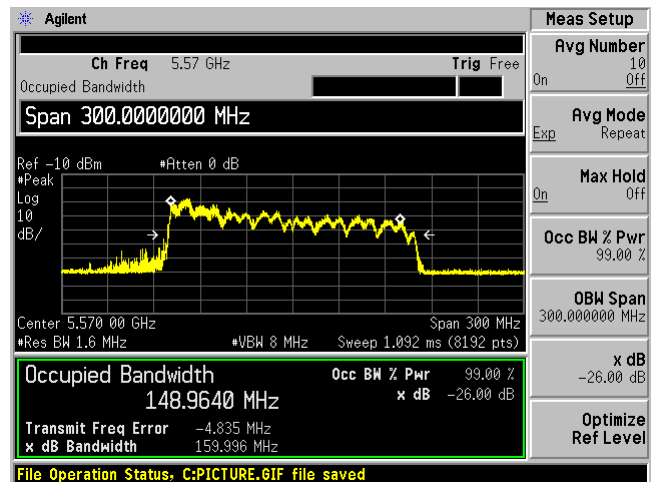 Agilent
Ch Freq 5.57 GHz Trig Free
Occupied Bandwidth
Span 300.0000000 MHz
Ref -10 dBm #Atten 0 dB
#Peak
Log
10
dB/
Center 5.570 00 GHz Span 300 MHz
#Res BW 1.6 MHz #VBW 8 MHz Sweep 1.092 ms (8192 pts)
Occupied Bandwidth Occ BW % Pwr 99.00 %
148.9640 MHz x dB -26.00 dB
Transmit Freq Error -4.835 MHz
x dB Bandwidth 159.996 MHz
File Operation Status, C:PICTURE.GIF file saved
Meas Setup
Avg Number
10
On Off
Avg Mode
Exp Repeat
Max Hold
On Off
Occ BW % Pwr
99.00 %
OBW Span
300.000000 MHz
x dB
-26.00 dB
Optimize
Ref Level